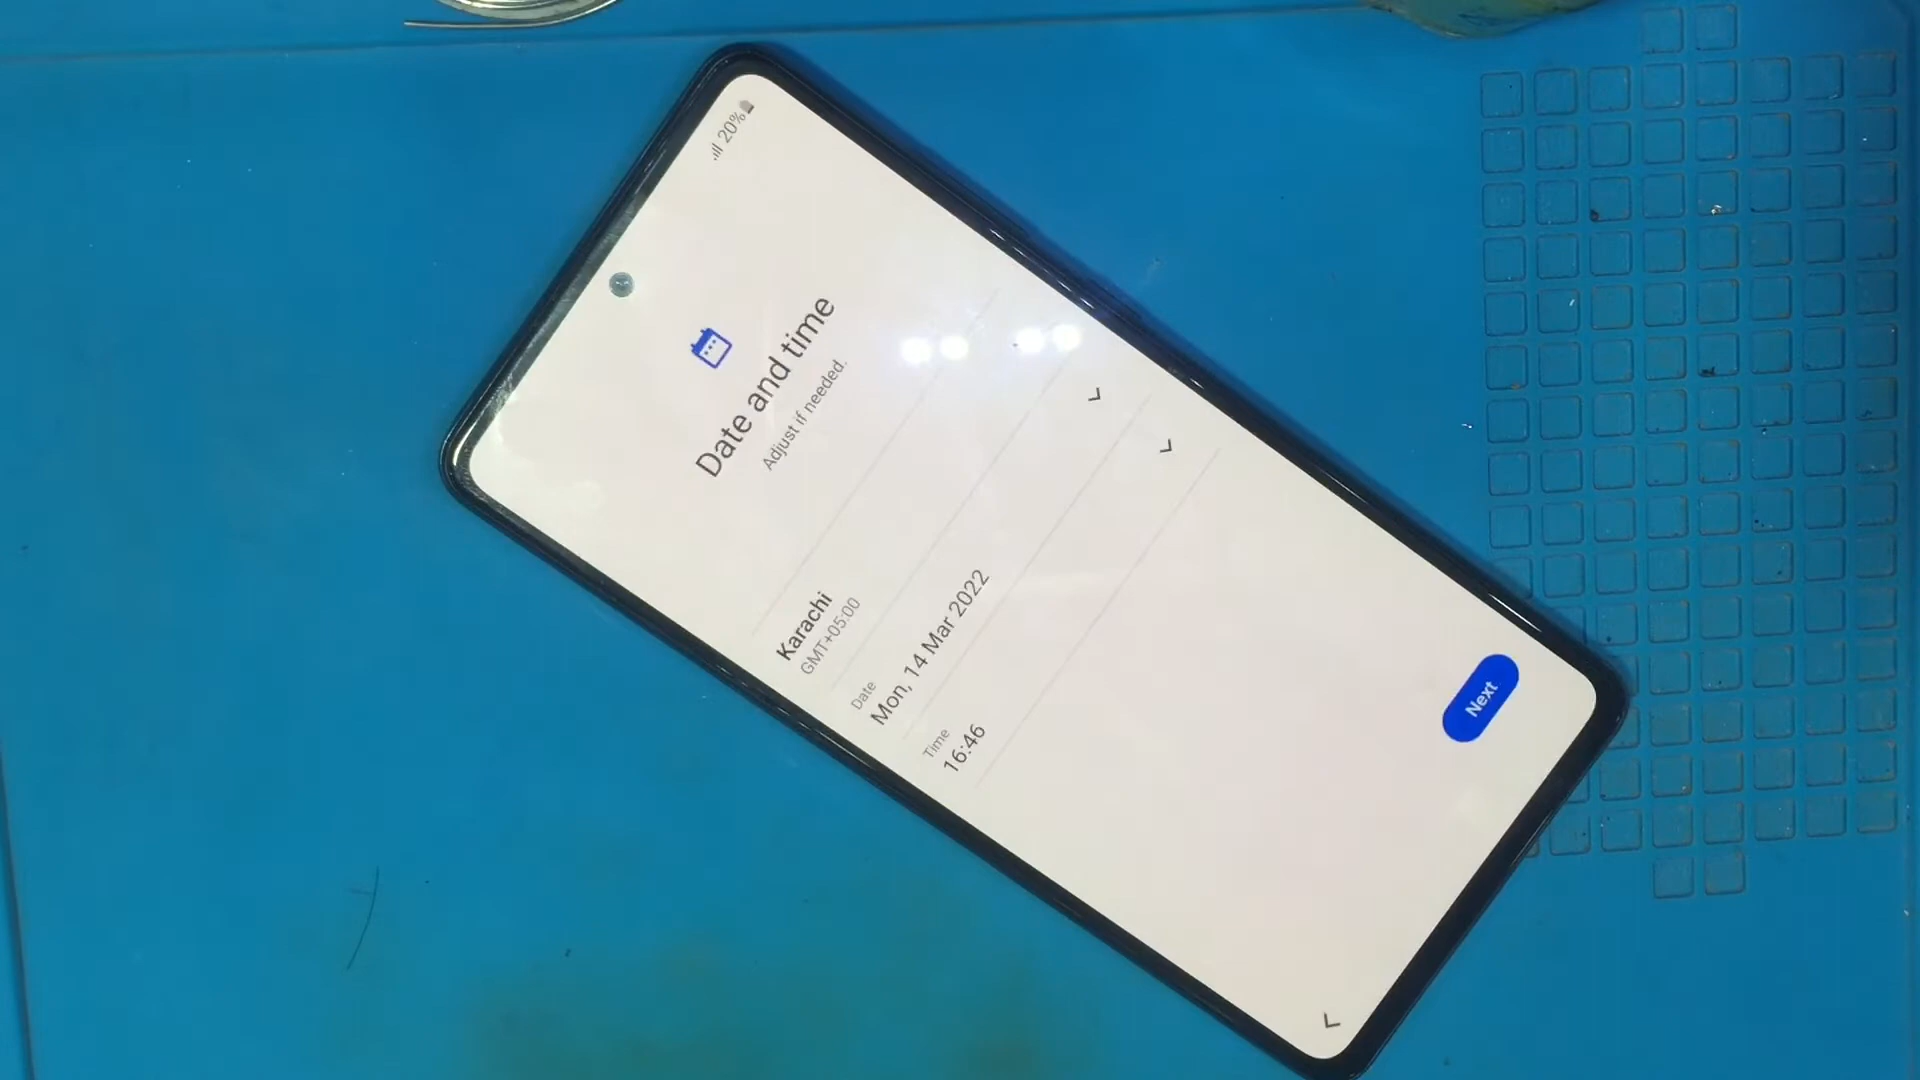 20%
Date and time
Adjust if needed.
Karachi
GMT+05:00
Date
Mon, 14 Mar 2022
Time
16:46
Next